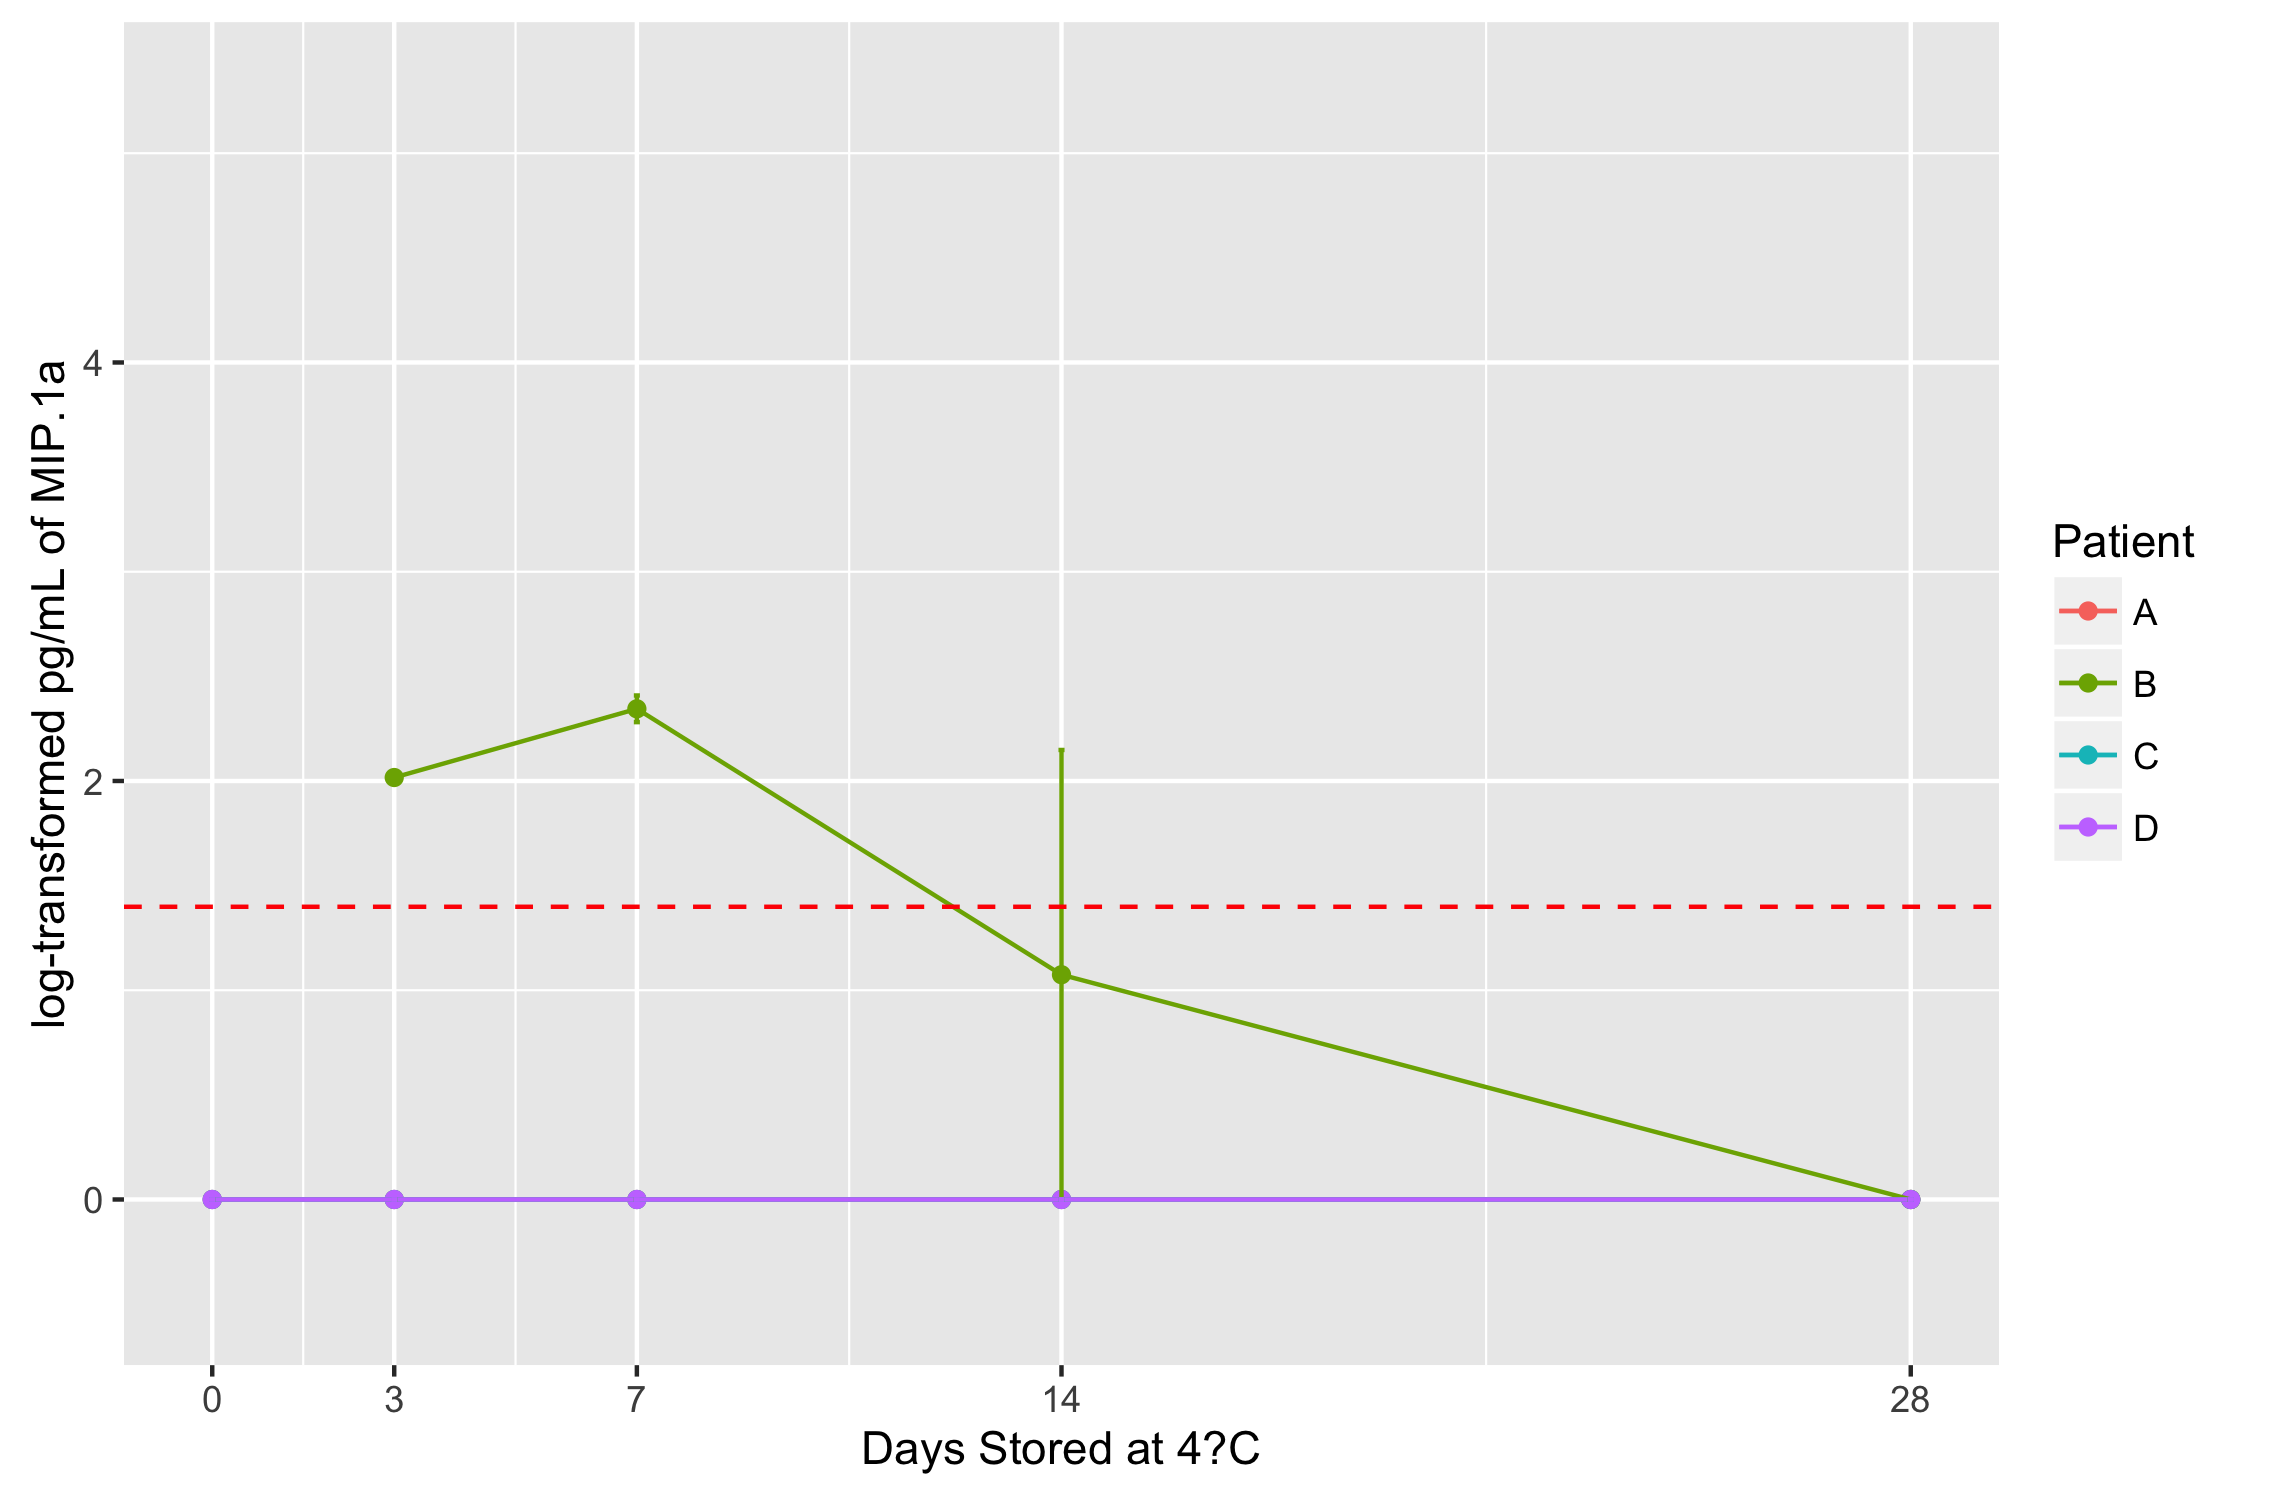 log-transformed pg/mL of MIP.1a
4
2
0
0 3 7 14 28
Days Stored at 4?C
Patient
A
B
C
D